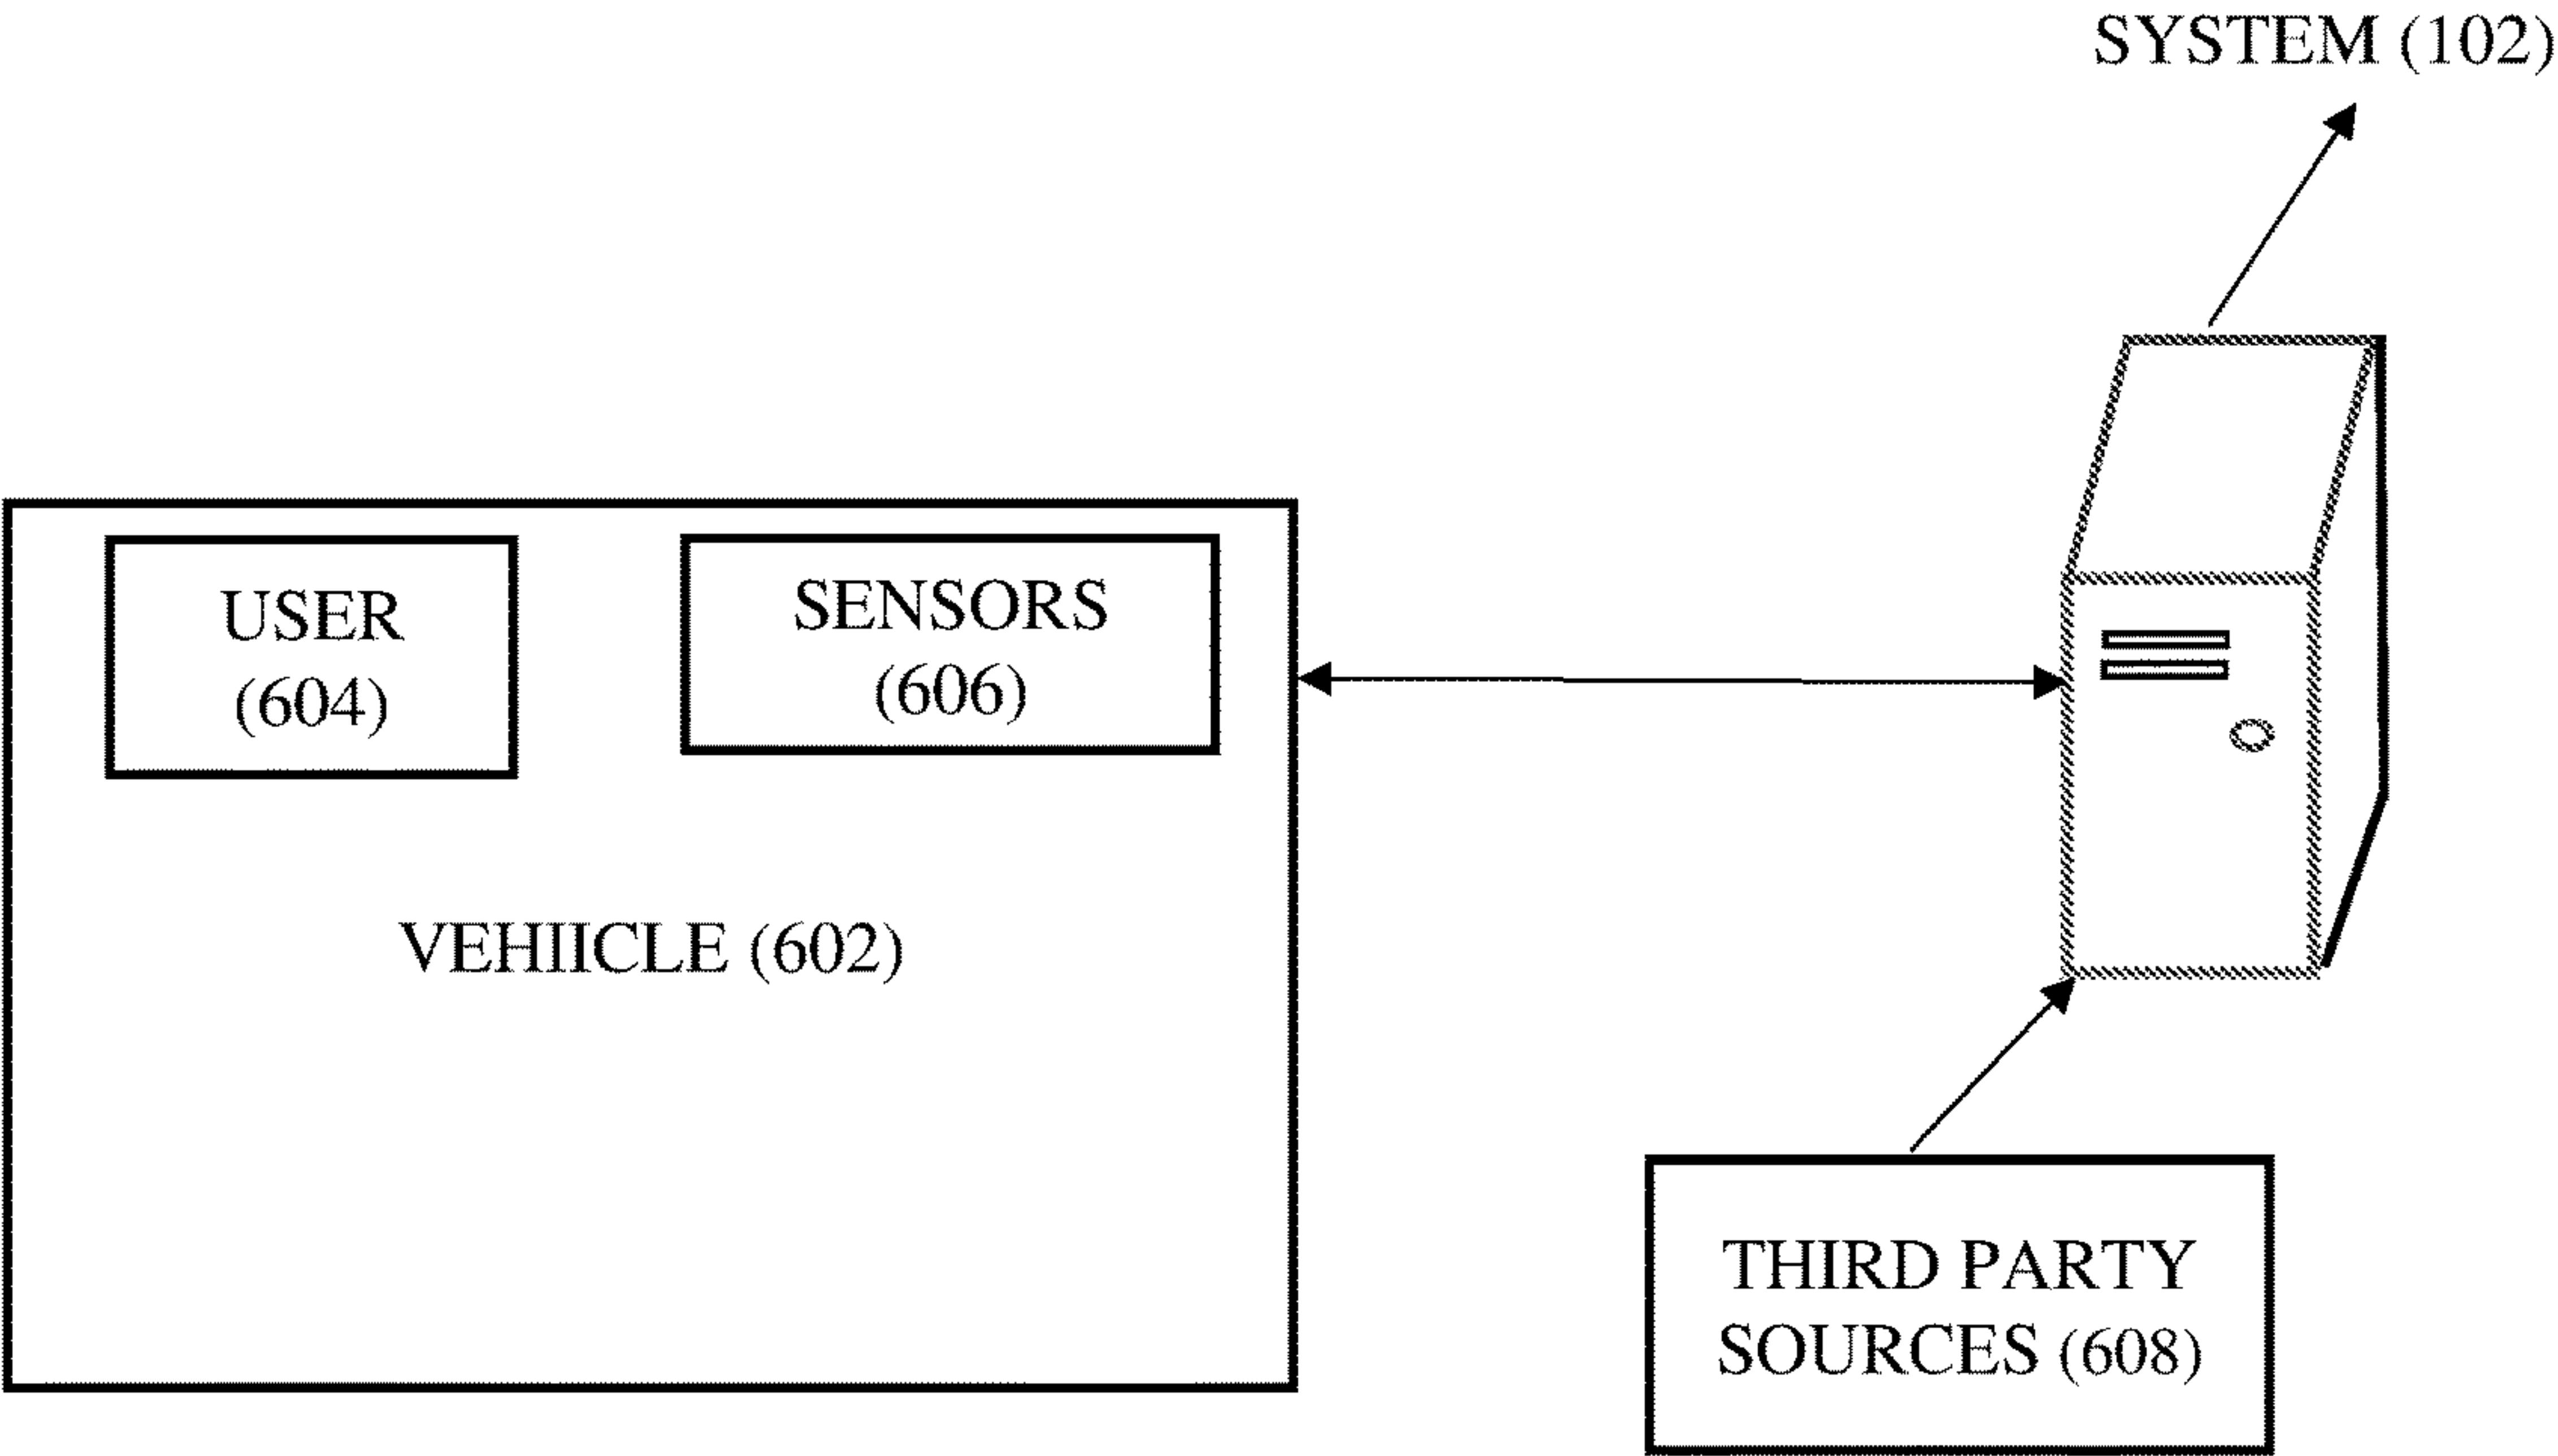 SYSTEM (102)
USER
(604)
SENSORS
(606)
VEHIICLE (602)
THIRD PARTY
SOURCES (608)